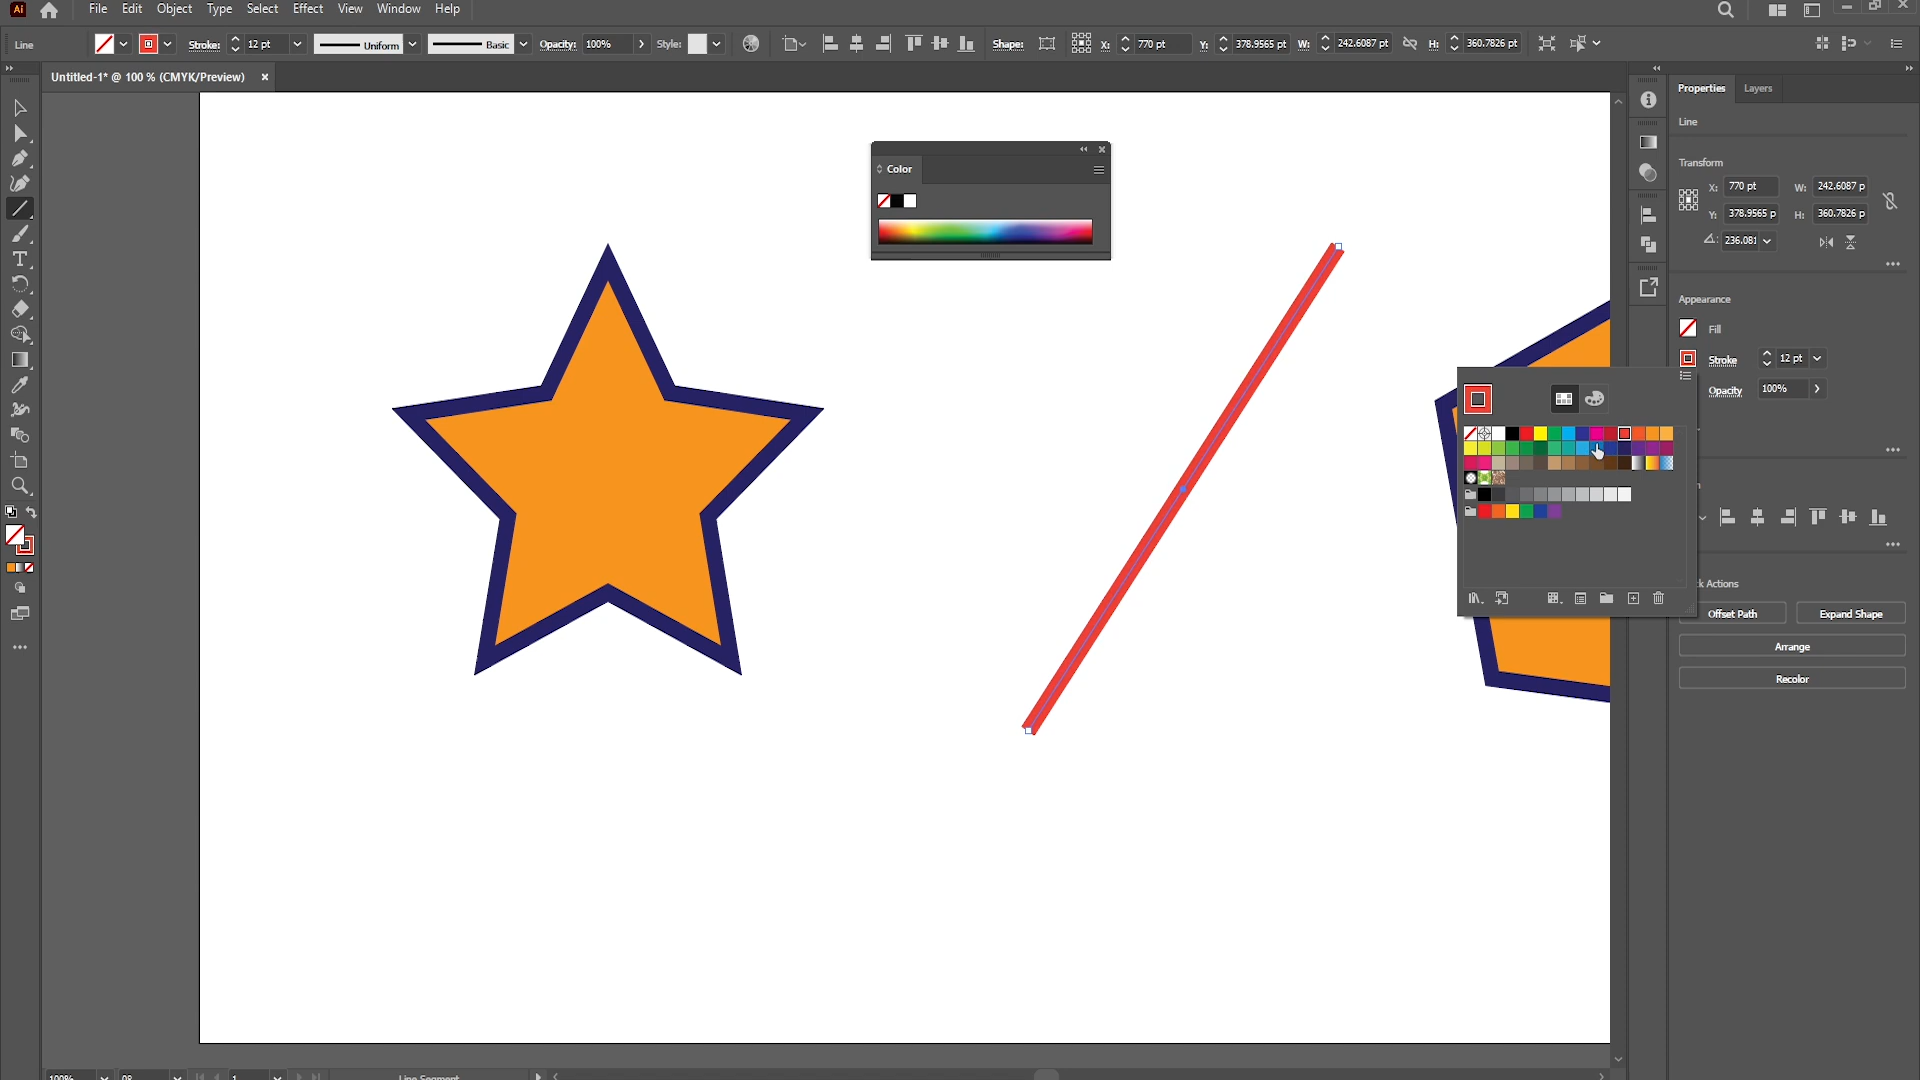 Ai File Edit Object Type Select Effect View Window Help
Line Stroke: 12 pt Uniform Basic Opacity: 100% Style: Shape: X: 770 pt Y: 378.9565 pt W: 242.6087 pt H: 360.7826 pt
Untitled-1* @ 100 % (CMYK/Preview) ×
Properties Layers
Line
Transform
X: 770 pt W: 242.6087 p
Y: 378.9565 p H: 360.7826 p
236.081
Color
Appearance
Fill
Stroke 12 pt
Opacity 100%
k Actions
Offset Path Expand Shape
Arrange
Recolor
100% 08 1 Line Segment